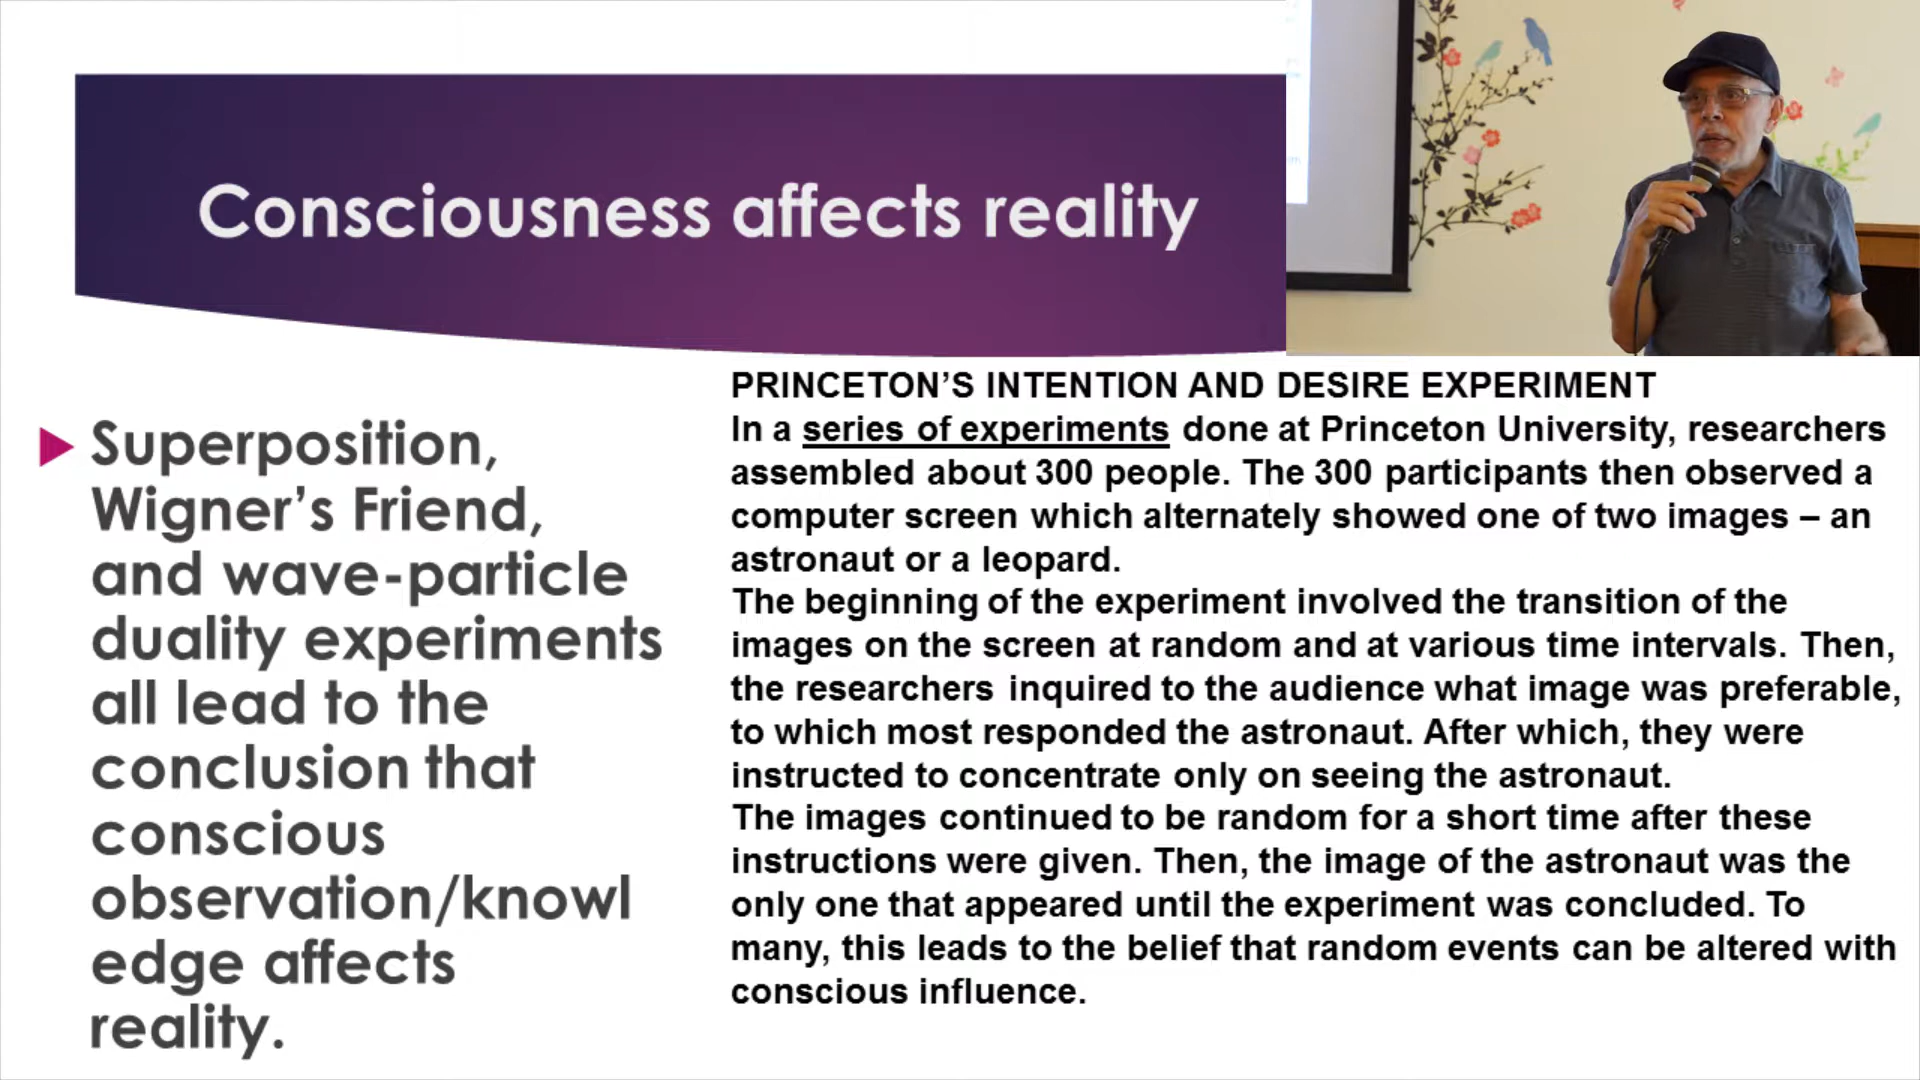 Consciousness affects reality
Superposition,
Wigner's Friend,
and wave-particle
duality experiments
all lead to the
conclusion that
conscious
observation/knowl
edge affects
reality.
PRINCETON'S INTENTION AND DESIRE EXPERIMENT
In a series of experiments done at Princeton University, researchers
assembled about 300 people. The 300 participants then observed a
computer screen which alternately showed one of two images – an
astronaut or a leopard.
The beginning of the experiment involved the transition of the
images on the screen at random and at various time intervals. Then,
the researchers inquired to the audience what image was preferable,
to which most responded the astronaut. After which, they were
instructed to concentrate only on seeing the astronaut.
The images continued to be random for a short time after these
instructions were given. Then, the image of the astronaut was the
only one that appeared until the experiment was concluded. To
many, this leads to the belief that random events can be altered with
conscious influence.